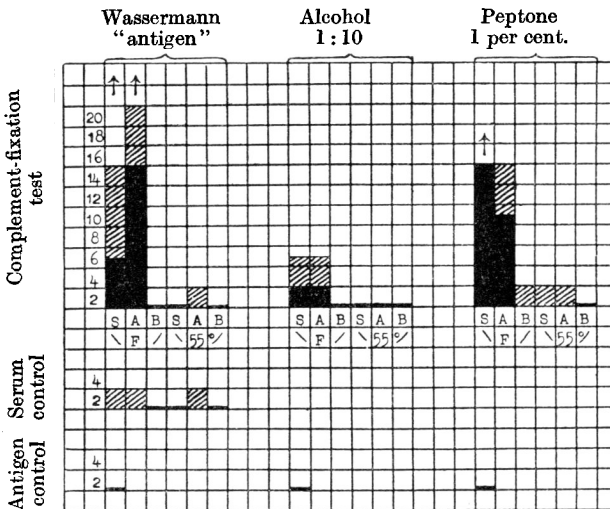 Wassermann
"antigen"
Alcohol
1 : 10
Peptone
1 per cent.
Complement-fixation
test
20
18
16
14
12
10
8
6
4
2
S A B S A B
F 55°
S A B S A B
F 55°
S A B S A B
F 55°
Serum
control
4
2
Antigen
control
4
2